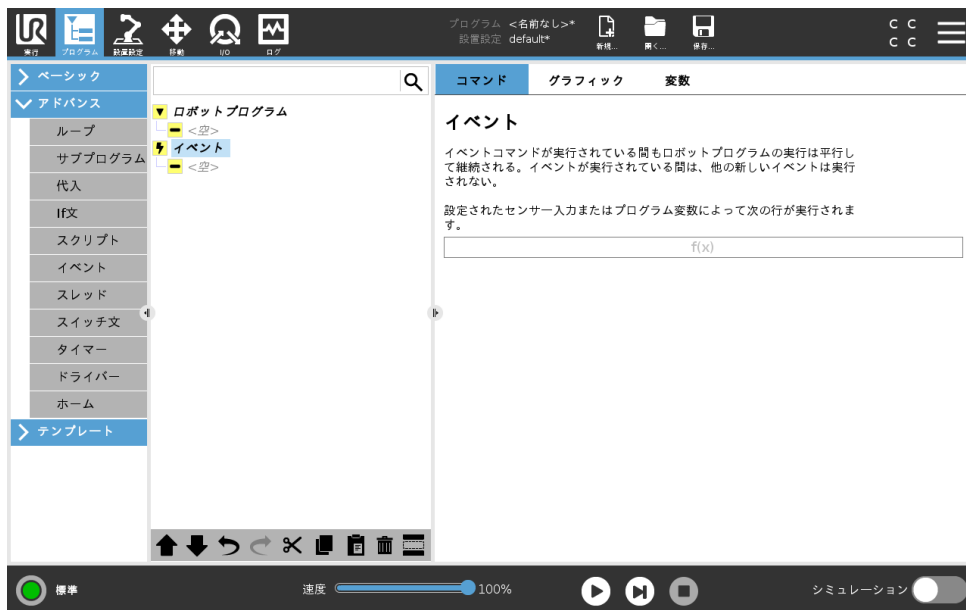 プログラム <名前なし>*
設置設定 default*
実行 プログラム 設置設定 移動 I/O ログ
新規... 開く... 保存...
C C
C C
ベーシック
アドバンス
ループ
サブプログラム
代入
If文
スクリプト
イベント
スレッド
スイッチ文
タイマー
ドライバー
ホーム
テンプレート
ロボットプログラム
<空>
イベント
<空>
コマンド グラフィック 変数
イベント
イベントコマンドが実行されている間もロボットプログラムの実行は平行し
て継続される。イベントが実行されている間は、他の新しいイベントは実行
されない。
設定されたセンサー入力またはプログラム変数によって次の行が実行されま
す。
f(x)
標準
速度 100%
シミュレーション